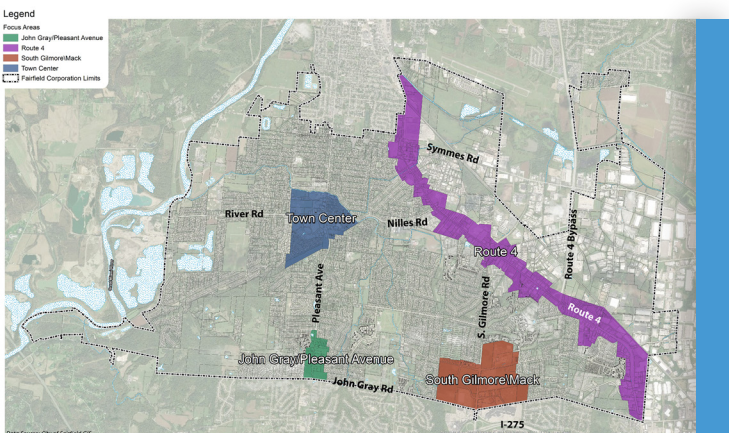 Legend
Focus Areas
John Gray/Pleasant Avenue
Route 4
South Gilmore\Mack
Town Center
Fairfield Corporation Limits
Symmes Rd
River Rd
Town Center
Nilles Rd
Route 4 Bypass
Route 4
Pleasant Ave
S. Gilmore Rd
Route 4
John Gray/Pleasant Avenue
South Gilmore\Mack
John Gray Rd
I-275